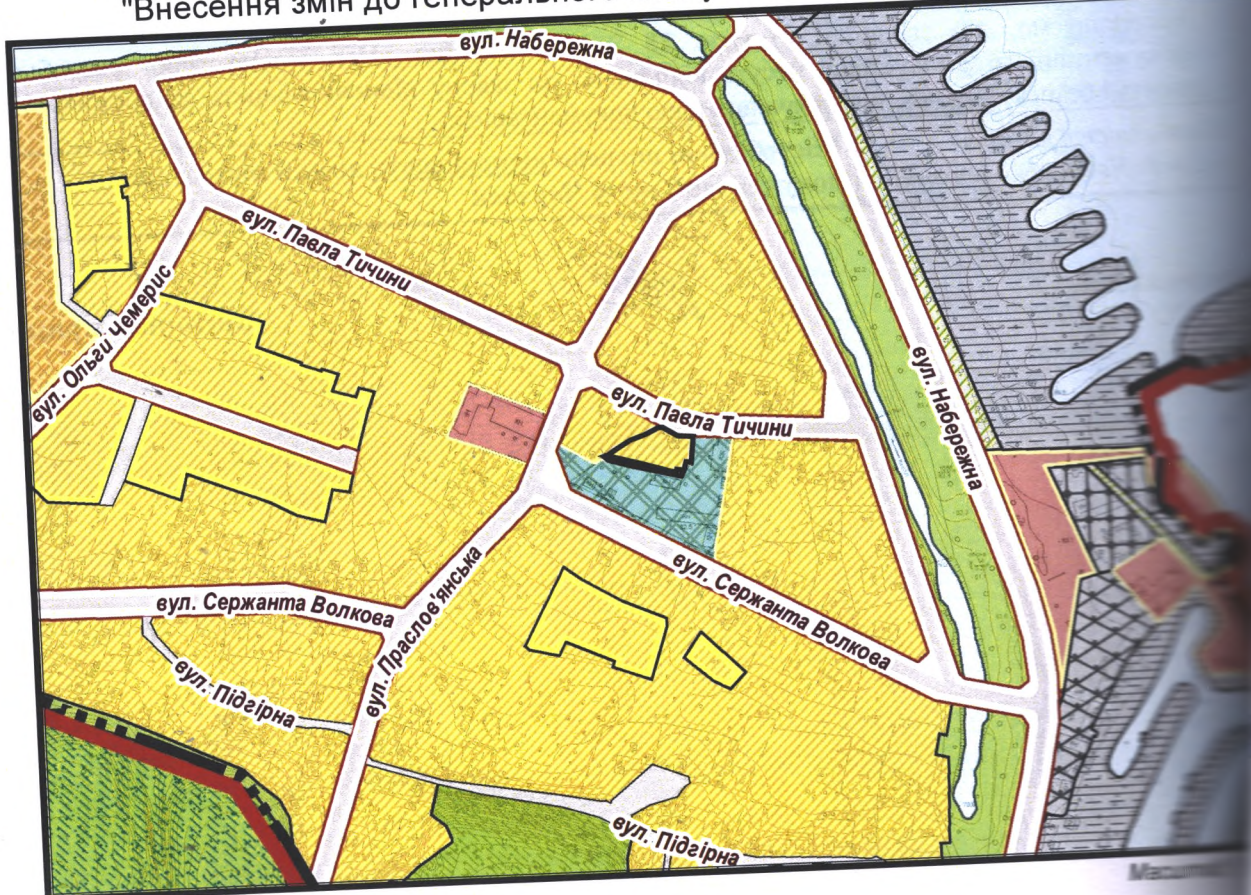 "Внесення змін до генерального
вул. Набережна
вул. Павла Тичини
вул. Ольги Чемерис
вул. Павла Тичини
вул. Набережна
вул. Сержанта Волкова
вул. Праслов'янська
вул. Сержанта Волкова
вул. Підгірна
вул. Підгірна